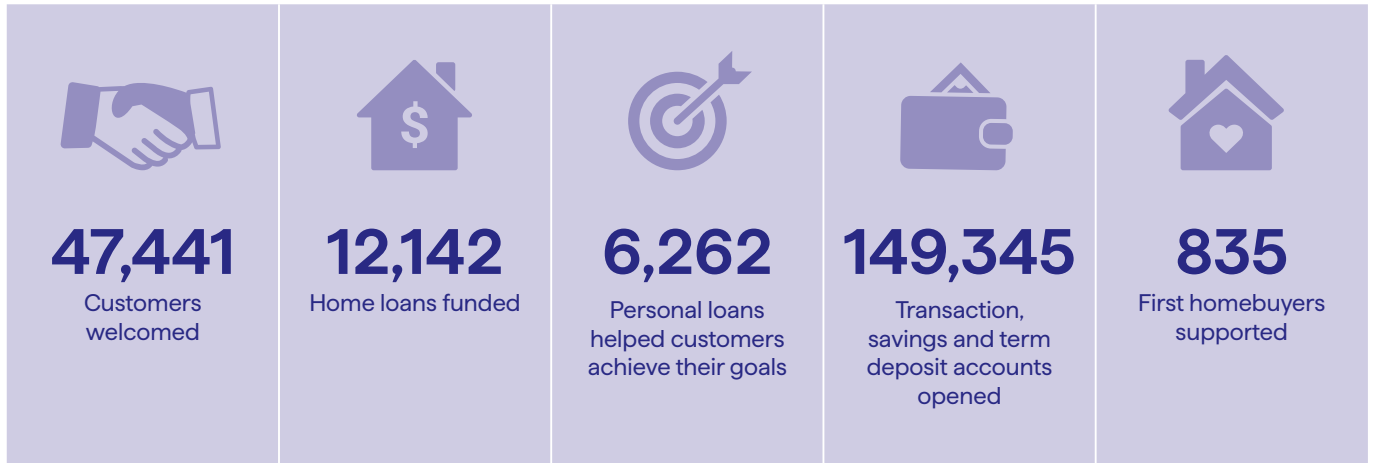 $
47,441
Customers
welcomed
12,142
Home loans funded
6,262
Personal loans
helped customers
achieve their goals
149,345
Transaction,
savings and term
deposit accounts
opened
835
First homebuyers
supported